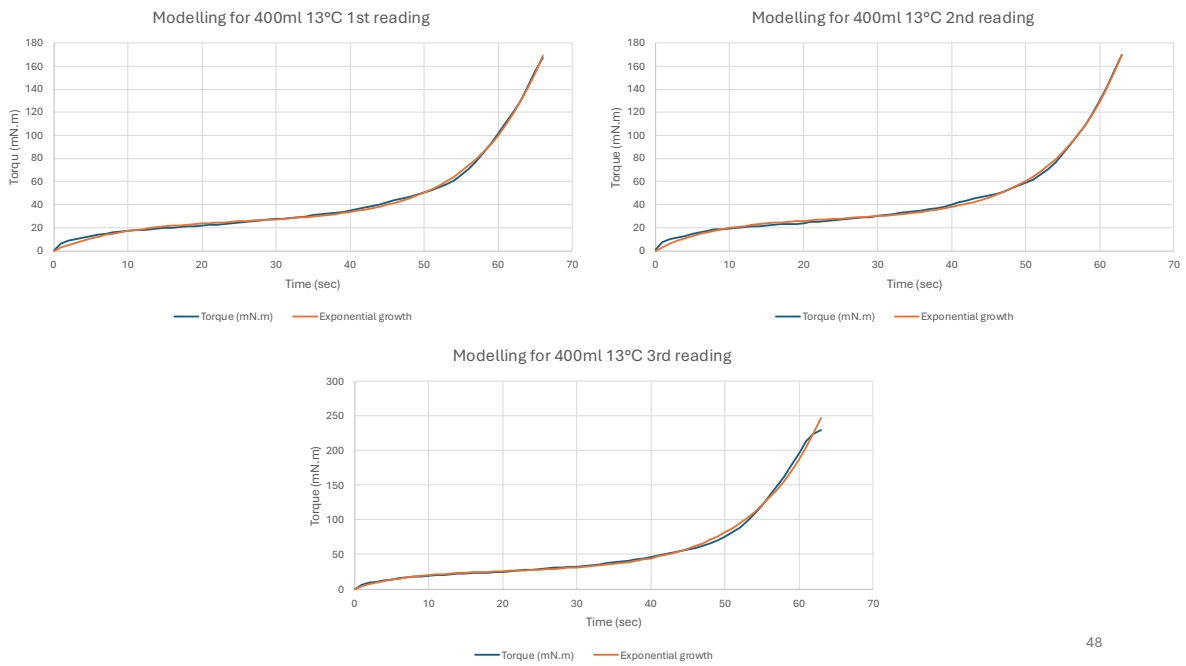 Modelling for 400ml 13°C 1st reading
180
160
140
120
100
80
60
40
20
0
Torqu (mN.m)
0 10 20 30 40 50 60 70
Time (sec)
Torque (mN.m) Exponential growth
Modelling for 400ml 13°C 2nd reading
180
160
140
120
100
80
60
40
20
0
Torque (mN.m)
0 10 20 30 40 50 60 70
Time (sec)
Torque (mN.m) Exponential growth
Modelling for 400ml 13°C 3rd reading
300
250
200
150
100
50
0
Torque (mN.m)
0 10 20 30 40 50 60 70
Time (sec)
Torque (mN.m) Exponential growth
48